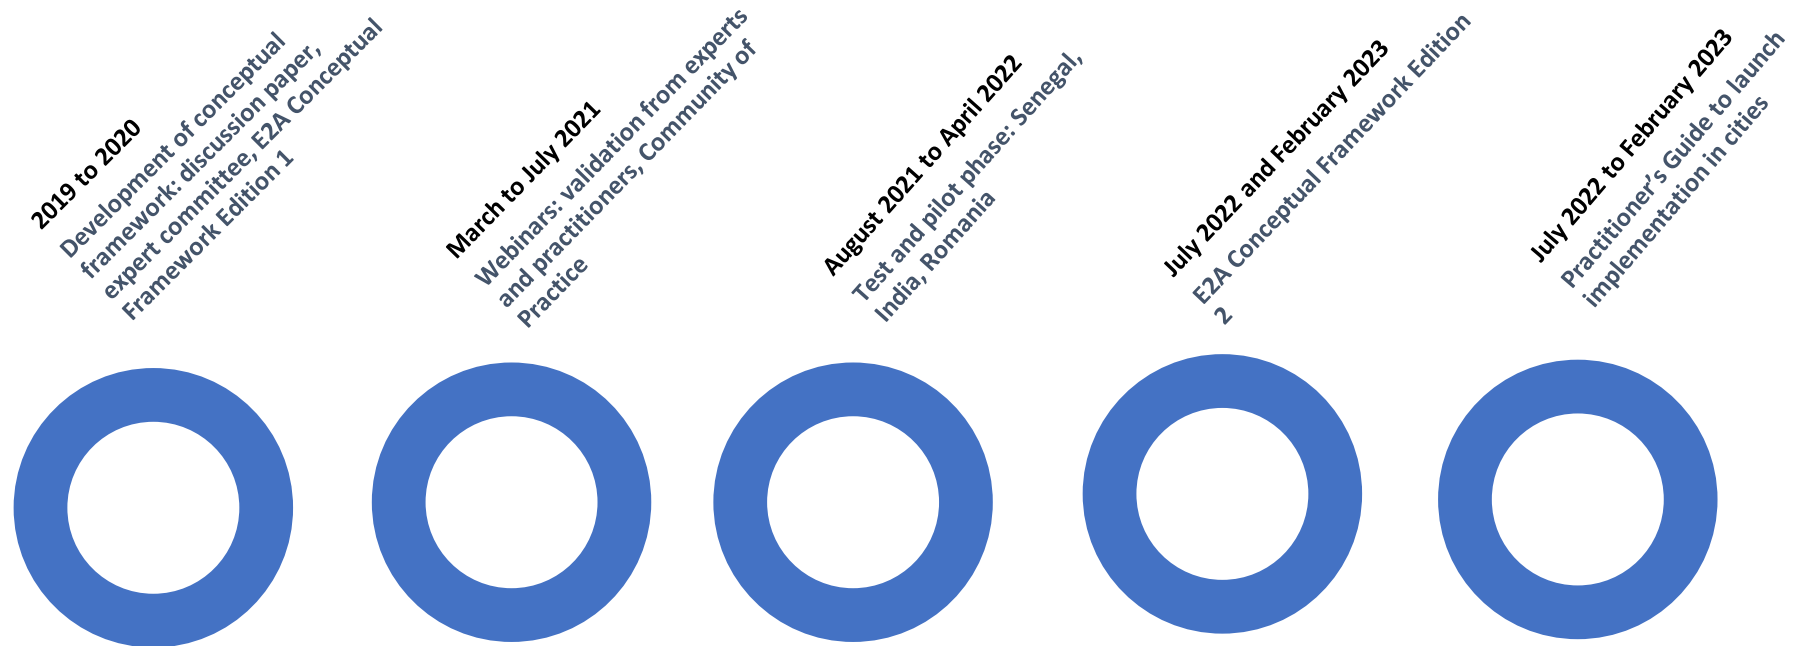 2019 to 2020
Development of conceptual
framework: discussion paper,
expert committee, E2A Conceptual
Framework Edition 1
March to July 2021
Webinars: validation from experts
and practitioners, Community of
Practice
August 2021 to April 2022
Test and pilot phase: Senegal,
India, Romania
July 2022 and February 2023
E2A Conceptual Framework Edition
2
July 2022 to February 2023
Practitioner’s Guide to launch
implementation in cities